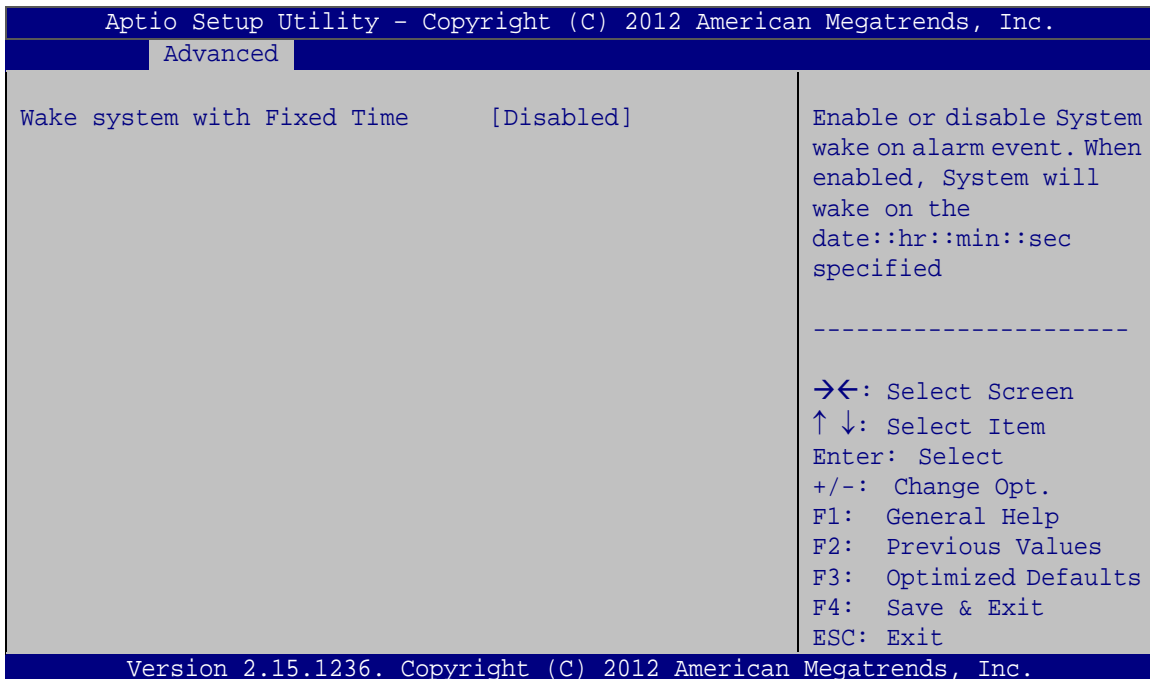 Aptio Setup Utility – Copyright (C) 2012 American Megatrends, Inc.
Advanced
Wake system with Fixed Time [Disabled]
Enable or disable System
wake on alarm event. When
enabled, System will
wake on the
date::hr::min::sec
specified
----------------------
→←: Select Screen
↑ ↓: Select Item
Enter: Select
+/-: Change Opt.
F1: General Help
F2: Previous Values
F3: Optimized Defaults
F4: Save & Exit
ESC: Exit
Version 2.15.1236. Copyright (C) 2012 American Megatrends, Inc.